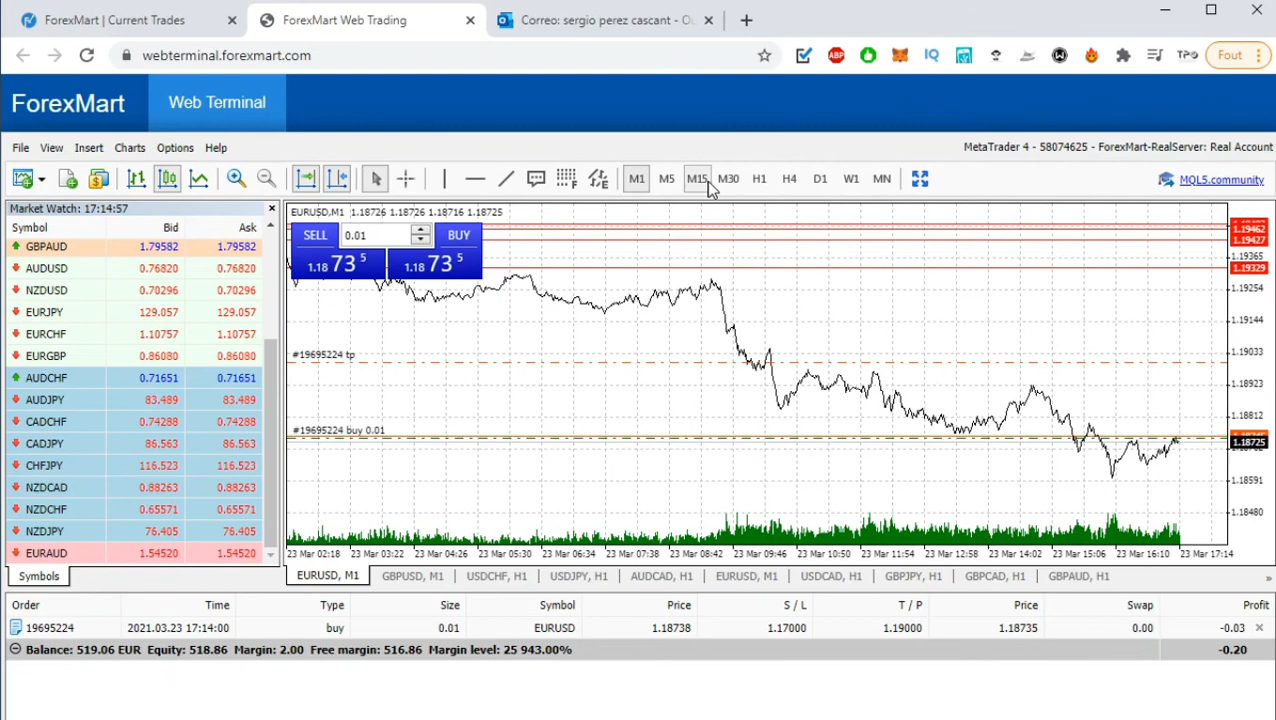 ForexMart | Current Trades
ForexMart Web Trading
Correo: sergio perez cascant - Ou
webterminal.forexmart.com
ABP
IQ
TPO
Fout
ForexMart
Web Terminal
File View Insert Charts Options Help
MetaTrader 4 - 58074625 - ForexMart-RealServer: Real Account
M1 M5 M15 M30 H1 H4 D1 W1 MN
MQL5.community
Market Watch: 17:14:57
Symbol Bid Ask
GBPAUD 1.79582 1.79582
AUDUSD 0.76820 0.76820
NZDUSD 0.70296 0.70296
EURJPY 129.057 129.057
EURCHF 1.10757 1.10757
EURGBP 0.86080 0.86080
AUDCHF 0.71651 0.71651
AUDJPY 83.489 83.489
CADCHF 0.74288 0.74288
CADJPY 86.563 86.563
CHFJPY 116.523 116.523
NZDCAD 0.88263 0.88263
NZDCHF 0.65571 0.65571
NZDJPY 76.405 76.405
EURAUD 1.54520 1.54520
Symbols
EURUSD,M1 1.18726 1.18726 1.18716 1.18725
SELL 0.01 BUY
1.18 73 5
1.18 73 5
#19695224 tp
#19695224 buy 0.01
1.19462
1.19427
1.19365
1.19329
1.19254
1.19144
1.19033
1.18923
1.18812
1.18725
1.18591
1.18480
23 Mar 02:18 23 Mar 03:22 23 Mar 04:26 23 Mar 05:30 23 Mar 06:34 23 Mar 07:38 23 Mar 08:42 23 Mar 09:46 23 Mar 10:50 23 Mar 11:54 23 Mar 12:58 23 Mar 14:02 23 Mar 15:06 23 Mar 16:10 23 Mar 17:14
EURUSD, M1 GBPUSD, M1 USDCHF, H1 USDJPY, H1 AUDCAD, H1 EURUSD, M1 USDCAD, H1 GBPJPY, H1 GBPCAD, H1 GBPAUD, H1
Order Time Type Size Symbol Price S / L T / P Price Swap Profit
19695224 2021.03.23 17:14:00 buy 0.01 EURUSD 1.18738 1.17000 1.19000 1.18735 0.00 -0.03
Balance: 519.06 EUR Equity: 518.86 Margin: 2.00 Free margin: 516.86 Margin level: 25 943.00% -0.20